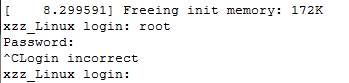 [    8.299591] Freeing init memory: 172K
xzz_Linux login: root
Password:
^CLogin incorrect
xzz_Linux login: